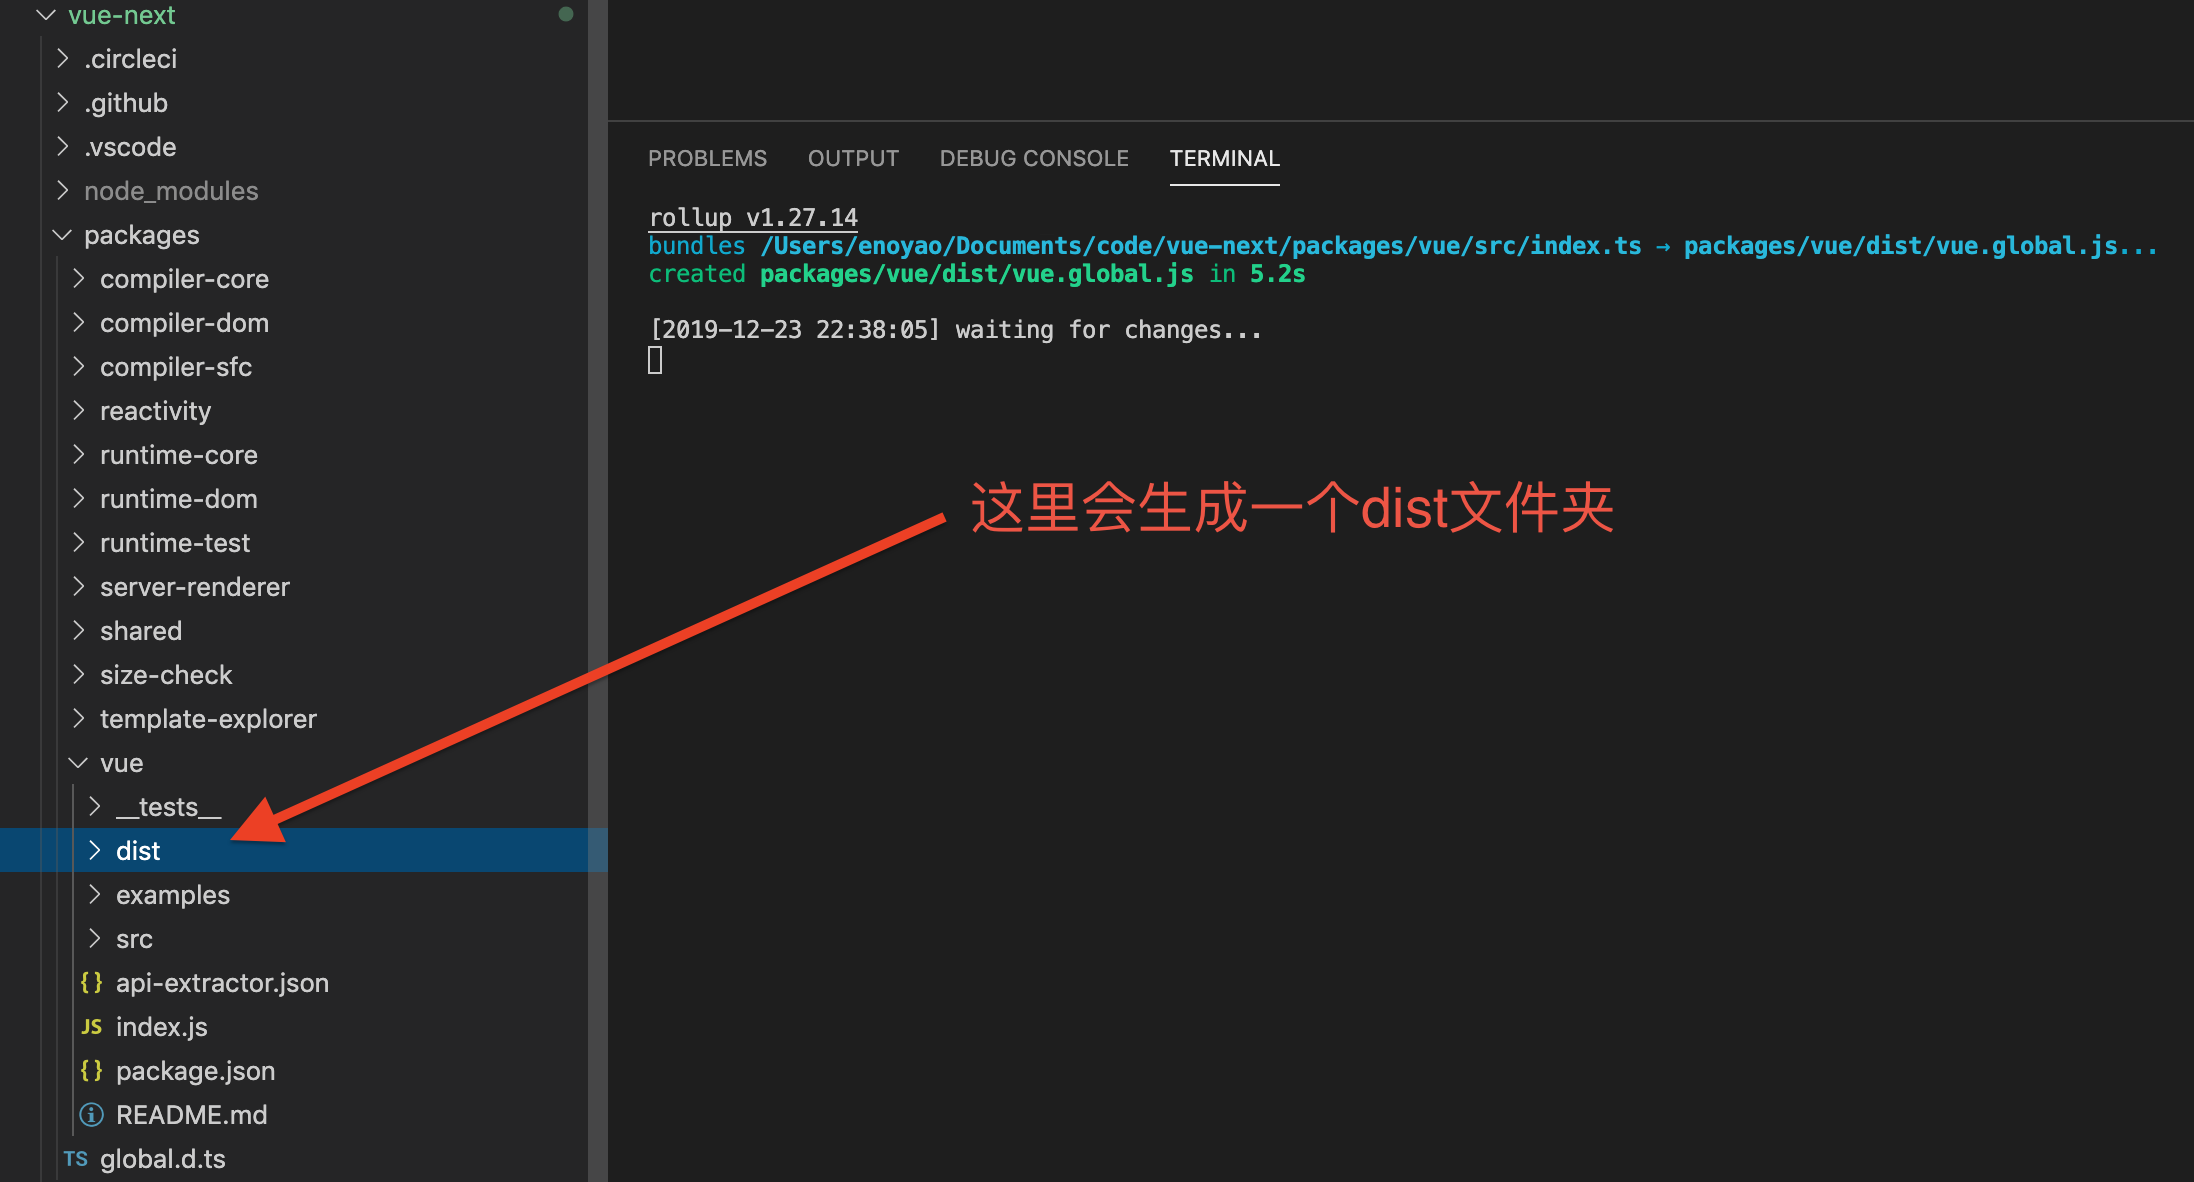 vue-next
.circleci
.github
.vscode
node_modules
packages
compiler-core
compiler-dom
compiler-sfc
reactivity
runtime-core
runtime-dom
runtime-test
server-renderer
shared
size-check
template-explorer
vue
__tests__
dist
examples
src
{} api-extractor.json
JS index.js
{} package.json
README.md
TS global.d.ts
PROBLEMS OUTPUT DEBUG CONSOLE TERMINAL
rollup v1.27.14
bundles /Users/enoyao/Documents/code/vue-next/packages/vue/src/index.ts → packages/vue/dist/vue.global.js...
created packages/vue/dist/vue.global.js in 5.2s
[2019-12-23 22:38:05] waiting for changes...
这里会生成一个dist文件夹